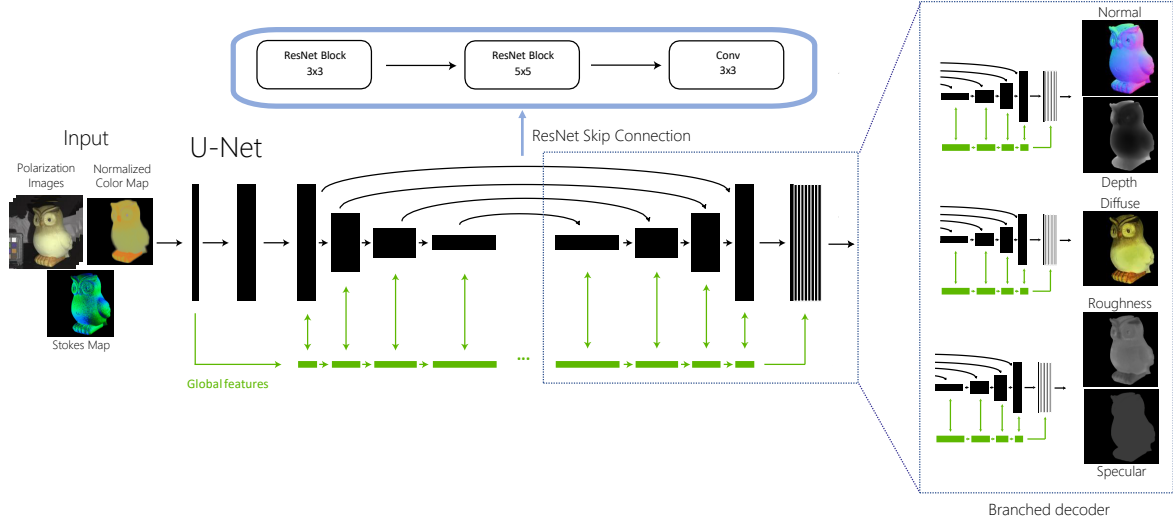 ResNet Block
3x3
ResNet Block
5x5
Conv
3x3
ResNet Skip Connection
Input
Polarization
Images
Normalized
Color Map
Stokes Map
U-Net
Global features
...
Normal
Depth
Diffuse
Roughness
Specular
Branched decoder